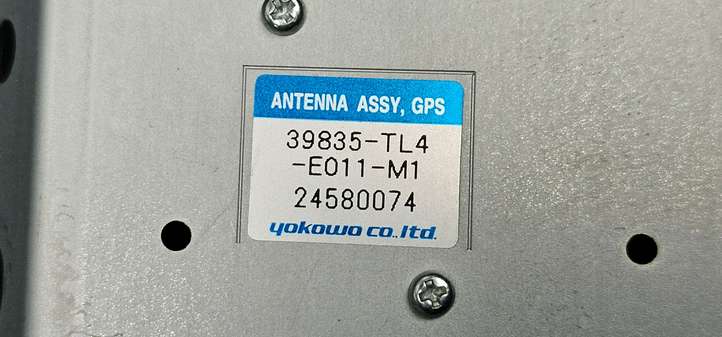 ANTENNA ASSY, GPS
39835-TL4
-E011-M1
24580074
yokowo co.,ltd.